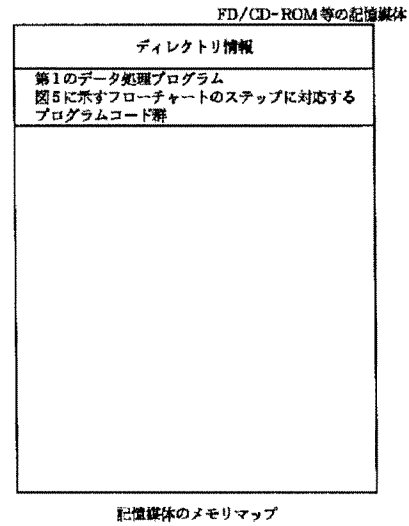 FD/CD-ROM等の記憶媒体
ディレクトリ情報
第1のデータ処理プログラム
図5に示すフローチャートのステップに対応する
プログラムコード群
記憶媒体のメモリマップ